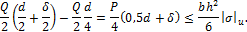 Q/2 (d/2 + δ/2) − Q/2 d/4 = P/4 (0,5d + δ) ≤ bh²/6 |σ|ᵤ.